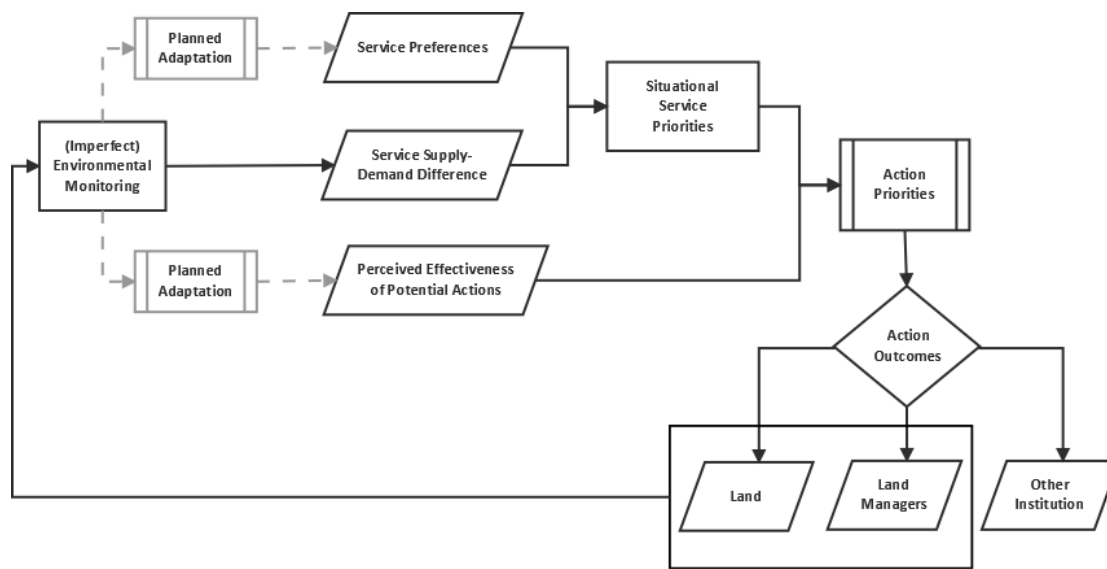 Planned
Adaptation
Service Preferences
Situational
Service
Priorities
(Imperfect)
Environmental
Monitoring
Service Supply-
Demand Difference
Action
Priorities
Planned
Adaptation
Perceived Effectiveness
of Potential Actions
Action
Outcomes
Land
Land
Managers
Other
Institution